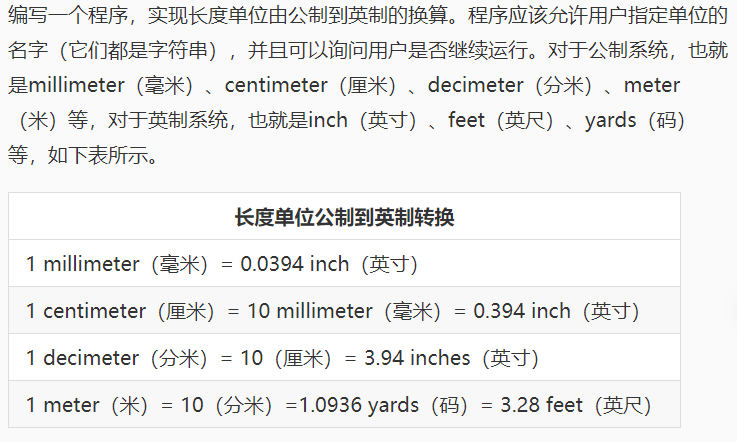 编写一个程序，实现长度单位由公制到英制的换算。程序应该允许用户指定单位的
名字（它们都是字符串），并且可以询问用户是否继续运行。对于公制系统，也就
是millimeter（毫米）、centimeter（厘米）、decimeter（分米）、meter
（米）等，对于英制系统，也就是inch（英寸）、feet（英尺）、yards（码）
等，如下表所示。
长度单位公制到英制转换
1 millimeter（毫米）= 0.0394 inch（英寸）
1 centimeter（厘米）= 10 millimeter（毫米）= 0.394 inch（英寸）
1 decimeter（分米）= 10（厘米）= 3.94 inches（英寸）
1 meter（米）= 10（分米）=1.0936 yards（码）= 3.28 feet（英尺）